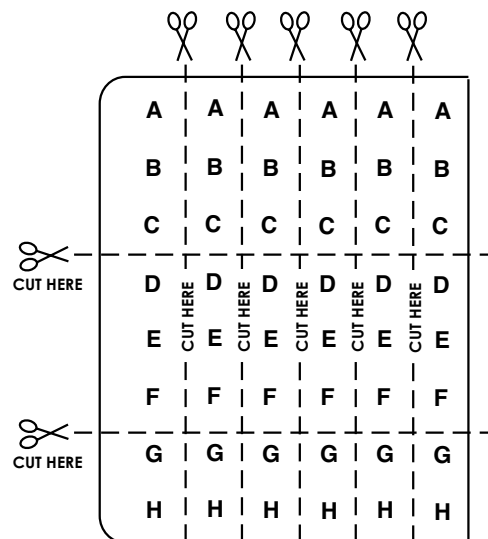 A A A A A A
B B B B B B
C C C C C C
CUT HERE
D D D D D D
CUT HERE CUT HERE CUT HERE CUT HERE CUT HERE
E E E E E E
F F F F F F
CUT HERE
G G G G G G
H H H H H H